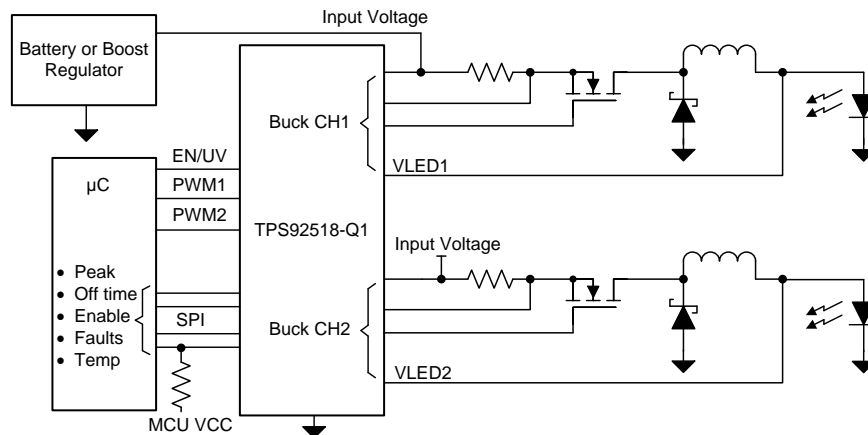 Input Voltage
Battery or Boost
Regulator
Buck CH1
EN/UV
µC
VLED1
PWM1
PWM2
TPS92518-Q1
Input Voltage
• Peak
• Off time
• Enable
• Faults
• Temp
SPI
Buck CH2
VLED2
MCU VCC